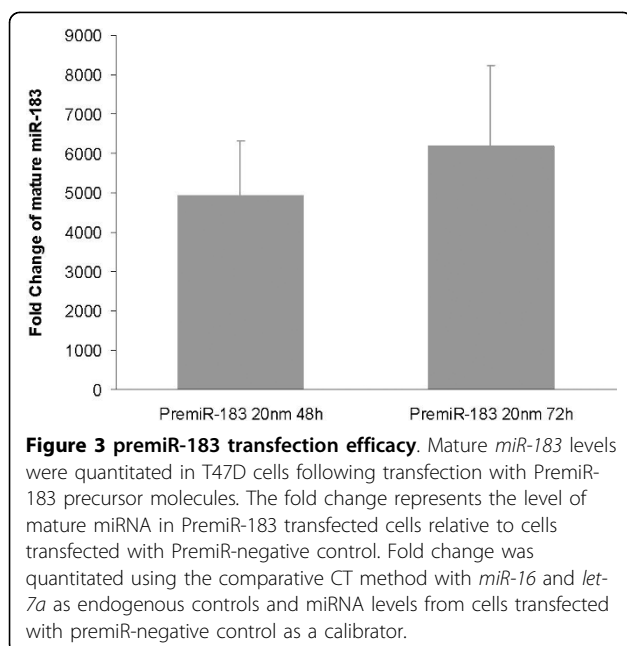 9000
8000
7000
6000
5000
4000
3000
2000
1000
0
Fold Change of mature miR-183
PremiR-183 20nm 48h
PremiR-183 20nm 72h
Figure 3 premiR-183 transfection efficacy. Mature miR-183 levels
were quantitated in T47D cells following transfection with PremiR-
183 precursor molecules. The fold change represents the level of
mature miRNA in PremiR-183 transfected cells relative to cells
transfected with PremiR-negative control. Fold change was
quantitated using the comparative CT method with miR-16 and let-
7a as endogenous controls and miRNA levels from cells transfected
with premiR-negative control as a calibrator.